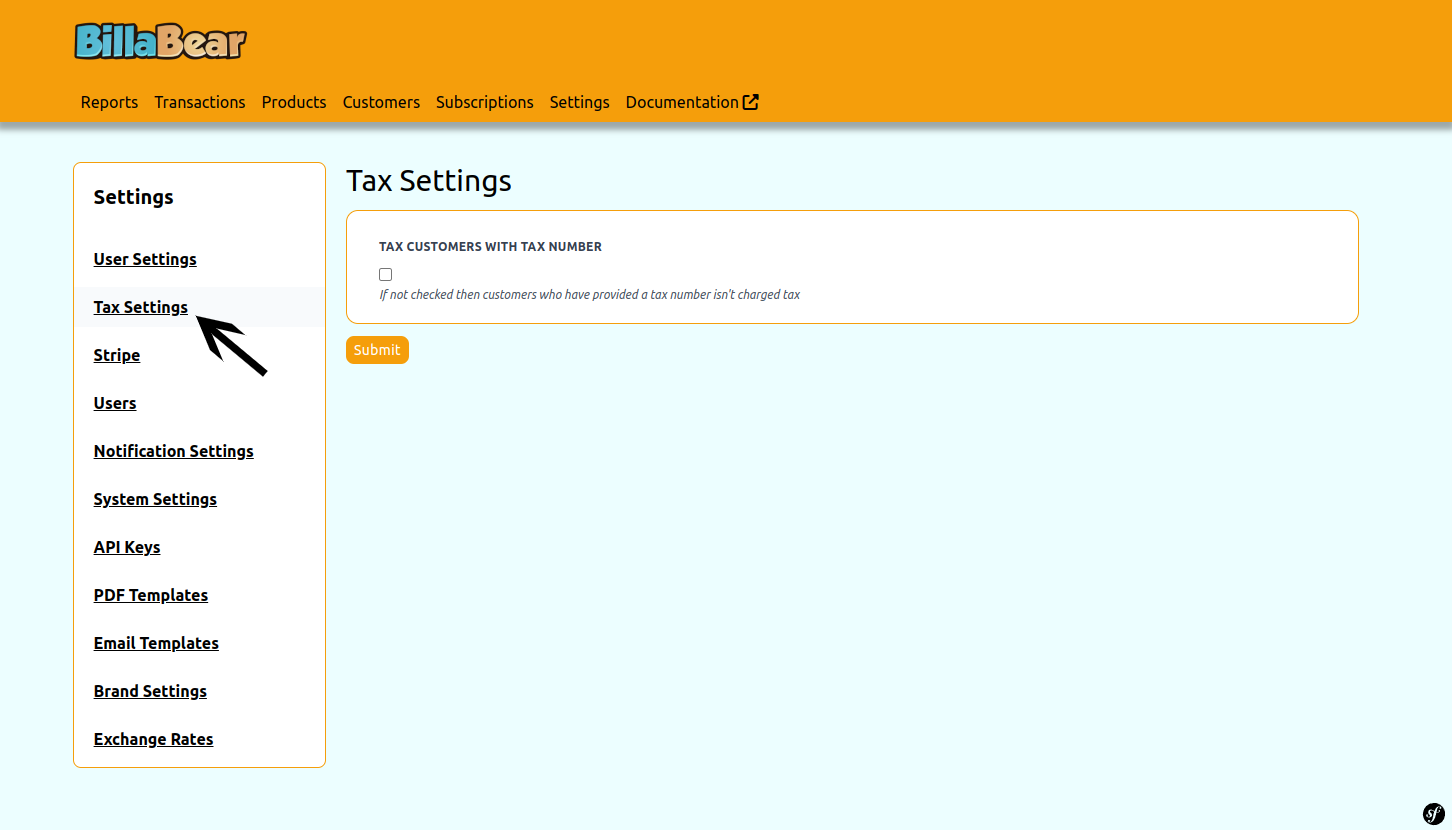 BillaBear
Reports Transactions Products Customers Subscriptions Settings Documentation
Settings
User Settings
Tax Settings
Stripe
Users
Notification Settings
System Settings
API Keys
PDF Templates
Email Templates
Brand Settings
Exchange Rates
Tax Settings
TAX CUSTOMERS WITH TAX NUMBER
If not checked then customers who have provided a tax number isn't charged tax
Submit
sf